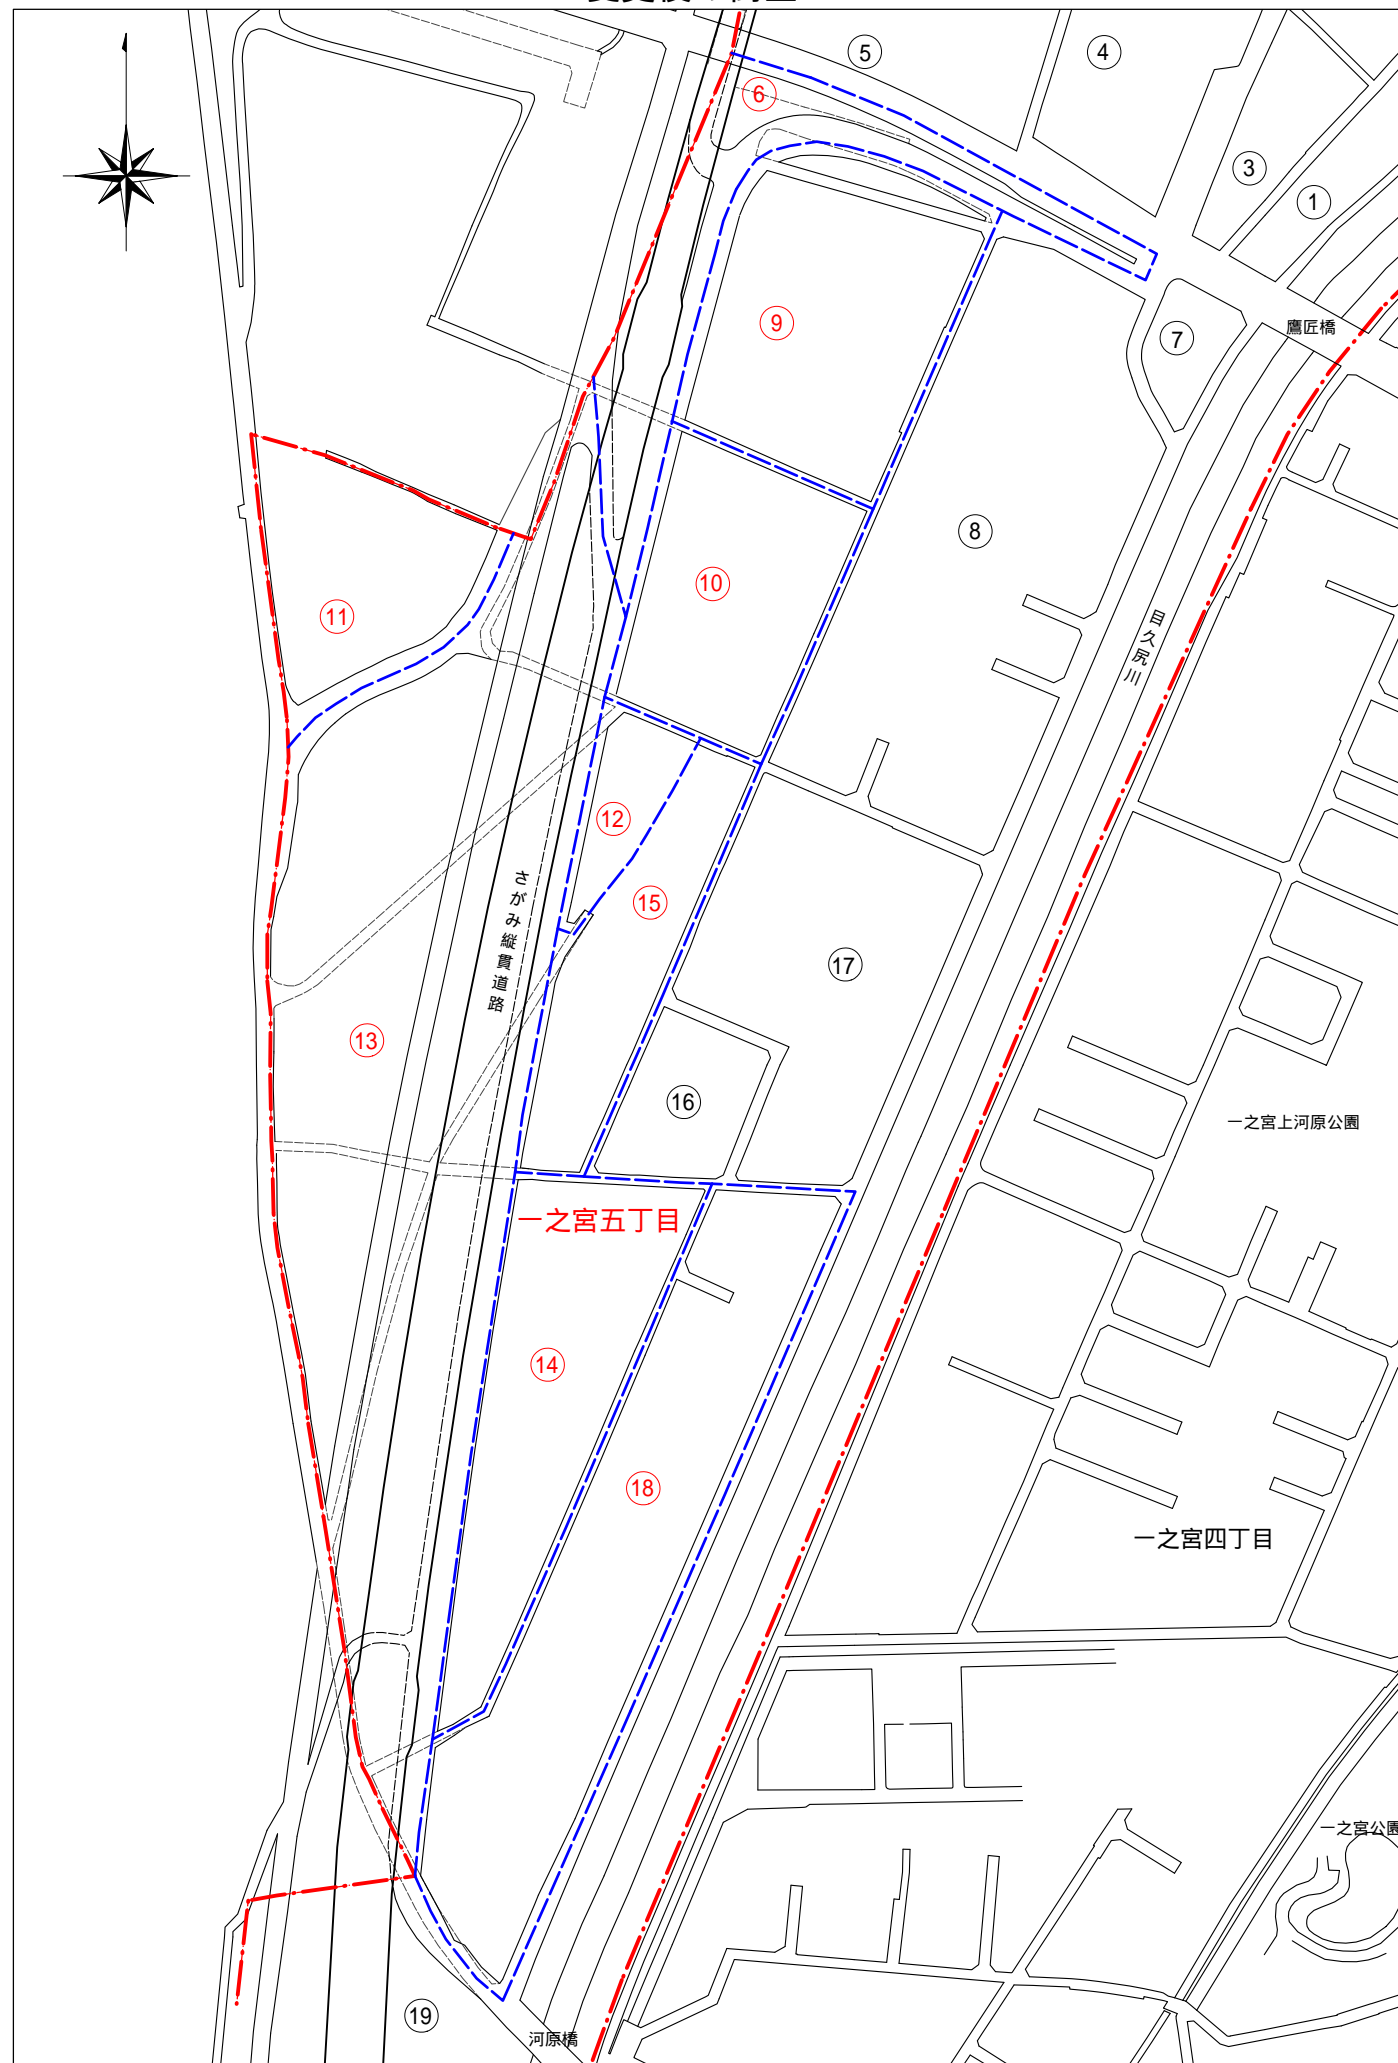 ⑤
④
⑥
③
①
⑨
鷹匠橋
⑦
⑧
⑩
⑪
目久尻川
⑫
さがみ縦貫道路
⑮
⑰
⑬
⑯
一之宮上河原公園
一之宮五丁目
⑭
⑱
一之宮四丁目
一之宮公園
⑲
河原橋